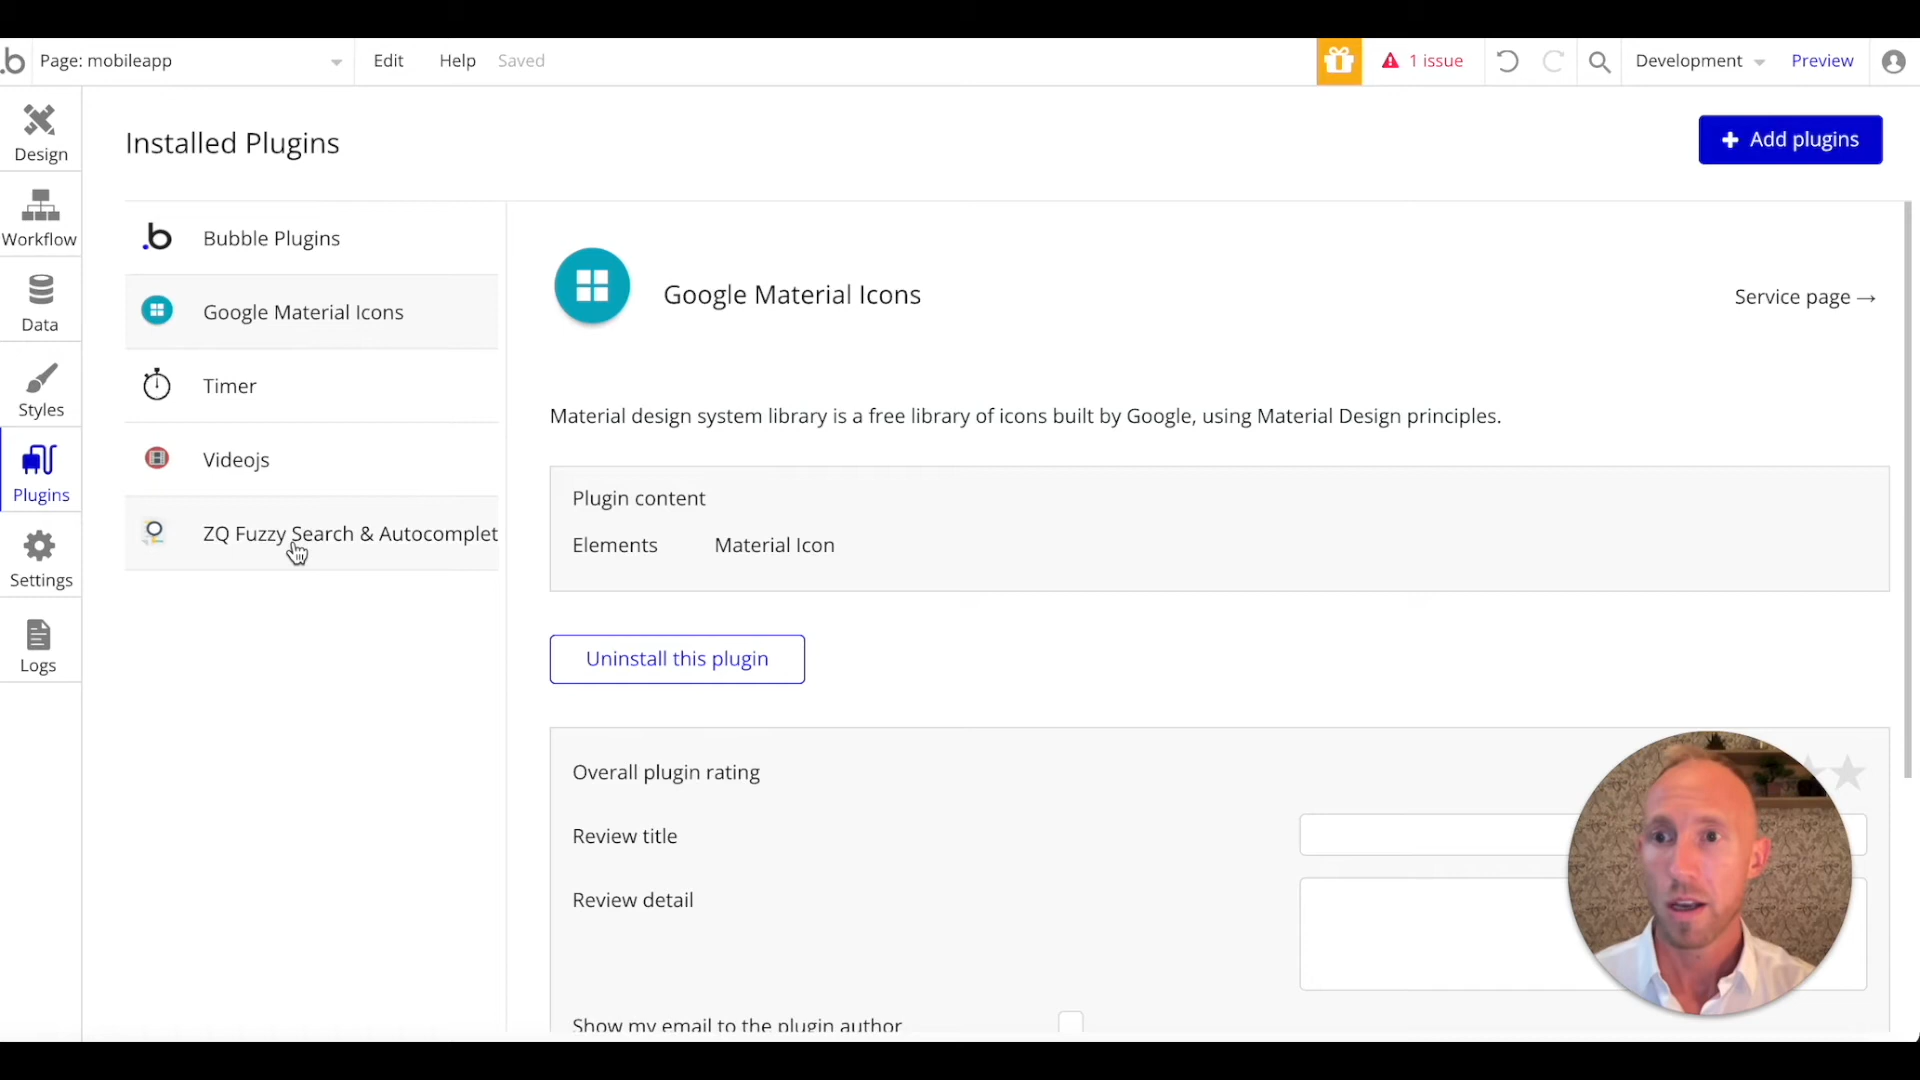 Page: mobileapp
Edit
Help
Saved
1 issue
Development
Preview
Design
Workflow
Data
Styles
Plugins
Settings
Logs
Installed Plugins
+ Add plugins
Bubble Plugins
Google Material Icons
Timer
Videojs
ZQ Fuzzy Search & Autocomplet
Google Material Icons
Service page →
Material design system library is a free library of icons built by Google, using Material Design principles.
Plugin content
Elements Material Icon
Uninstall this plugin
Overall plugin rating
Review title
Review detail
Show my email to the plugin author